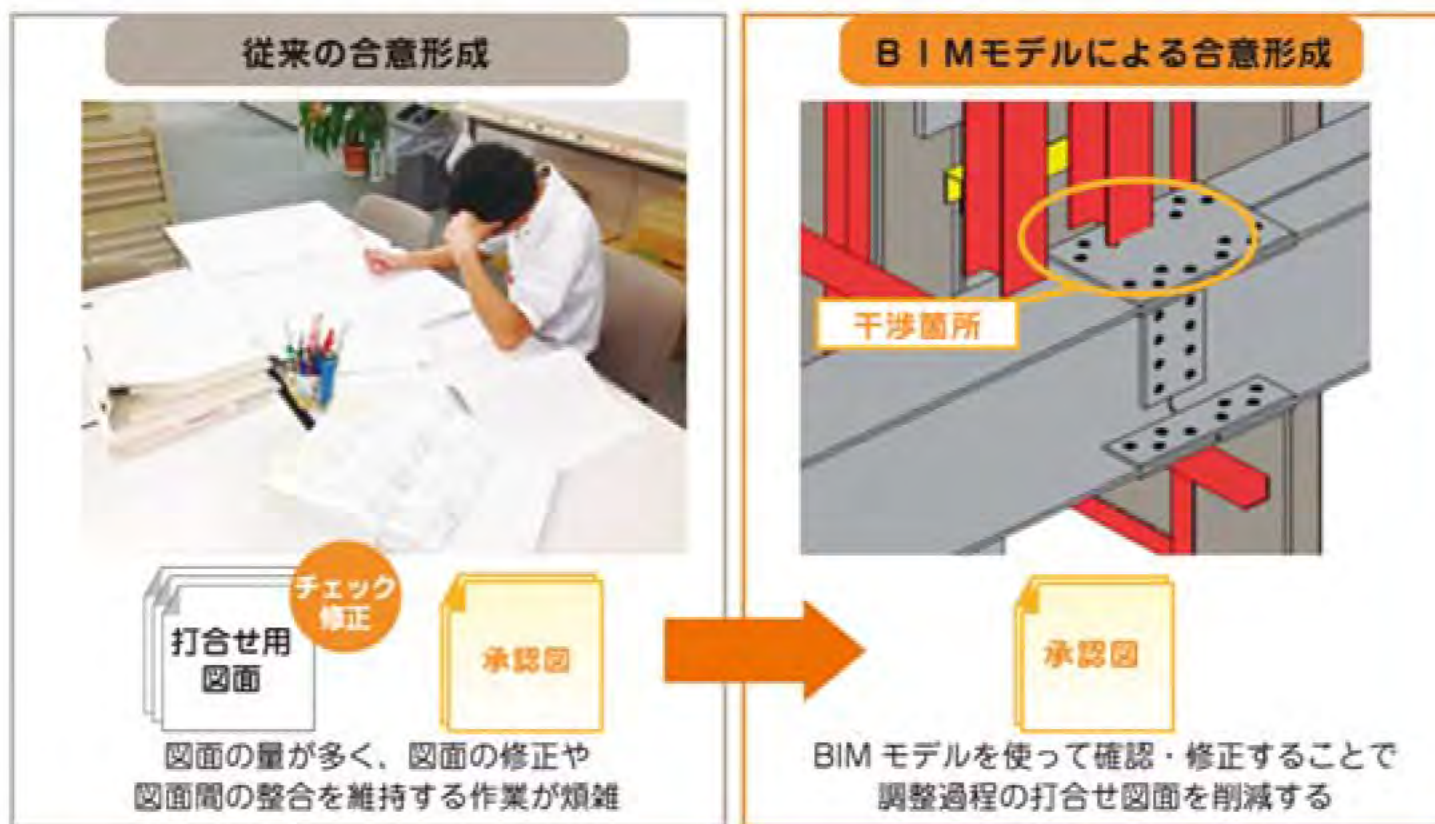 従来の合意形成
チェック
修正
打合せ用
図面
承認図
図面の量が多く、図面の修正や
図面間の整合を維持する作業が煩雑
BIMモデルによる合意形成
干渉箇所
承認図
BIM モデルを使って確認・修正することで
調整過程の打合せ図面を削減する